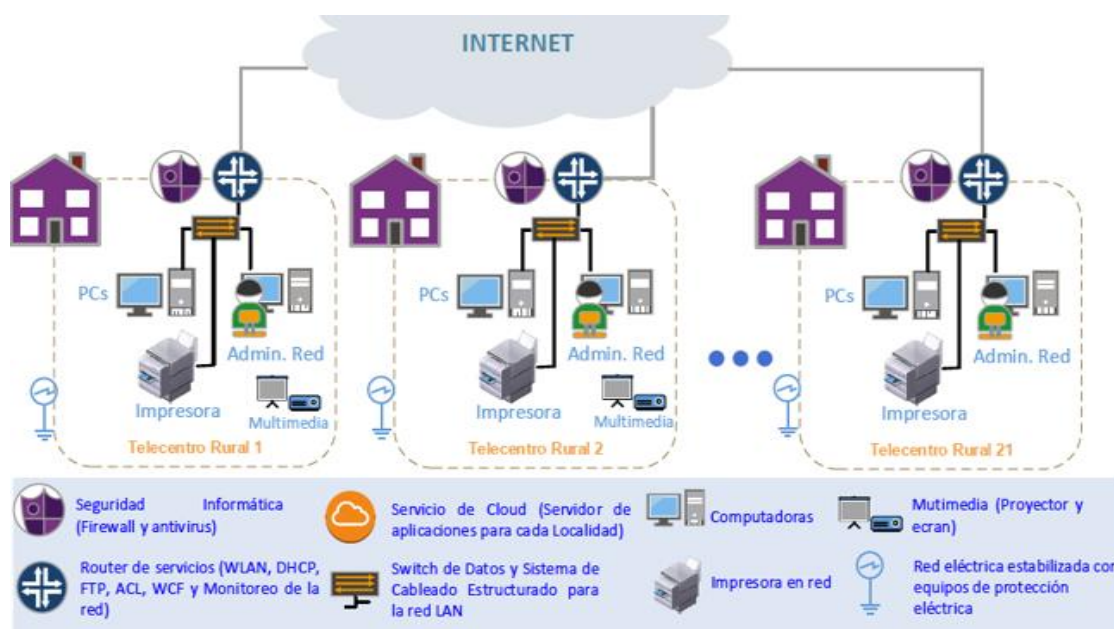 INTERNET
PCs
Admin. Red
Impresora
Multimedia
Telecentro Rural 1
PCs
Admin. Red
Impresora
Multimedia
Telecentro Rural 2
PCs
Admin. Red
Impresora
Telecentro Rural 21
Seguridad Informática
(Firewall y antivirus)
Servicio de Cloud (Servidor de
aplicaciones para cada Localidad)
Computadoras
Mutimedia (Proyector y
ecran)
Router de servicios (WLAN, DHCP,
FTP, ACL, WCF y Monitoreo de la
red)
Switch de Datos y Sistema de
Cableado Estructurado para
la red LAN
Impresora en red
Red eléctrica estabilizada con
equipos de protección
eléctrica